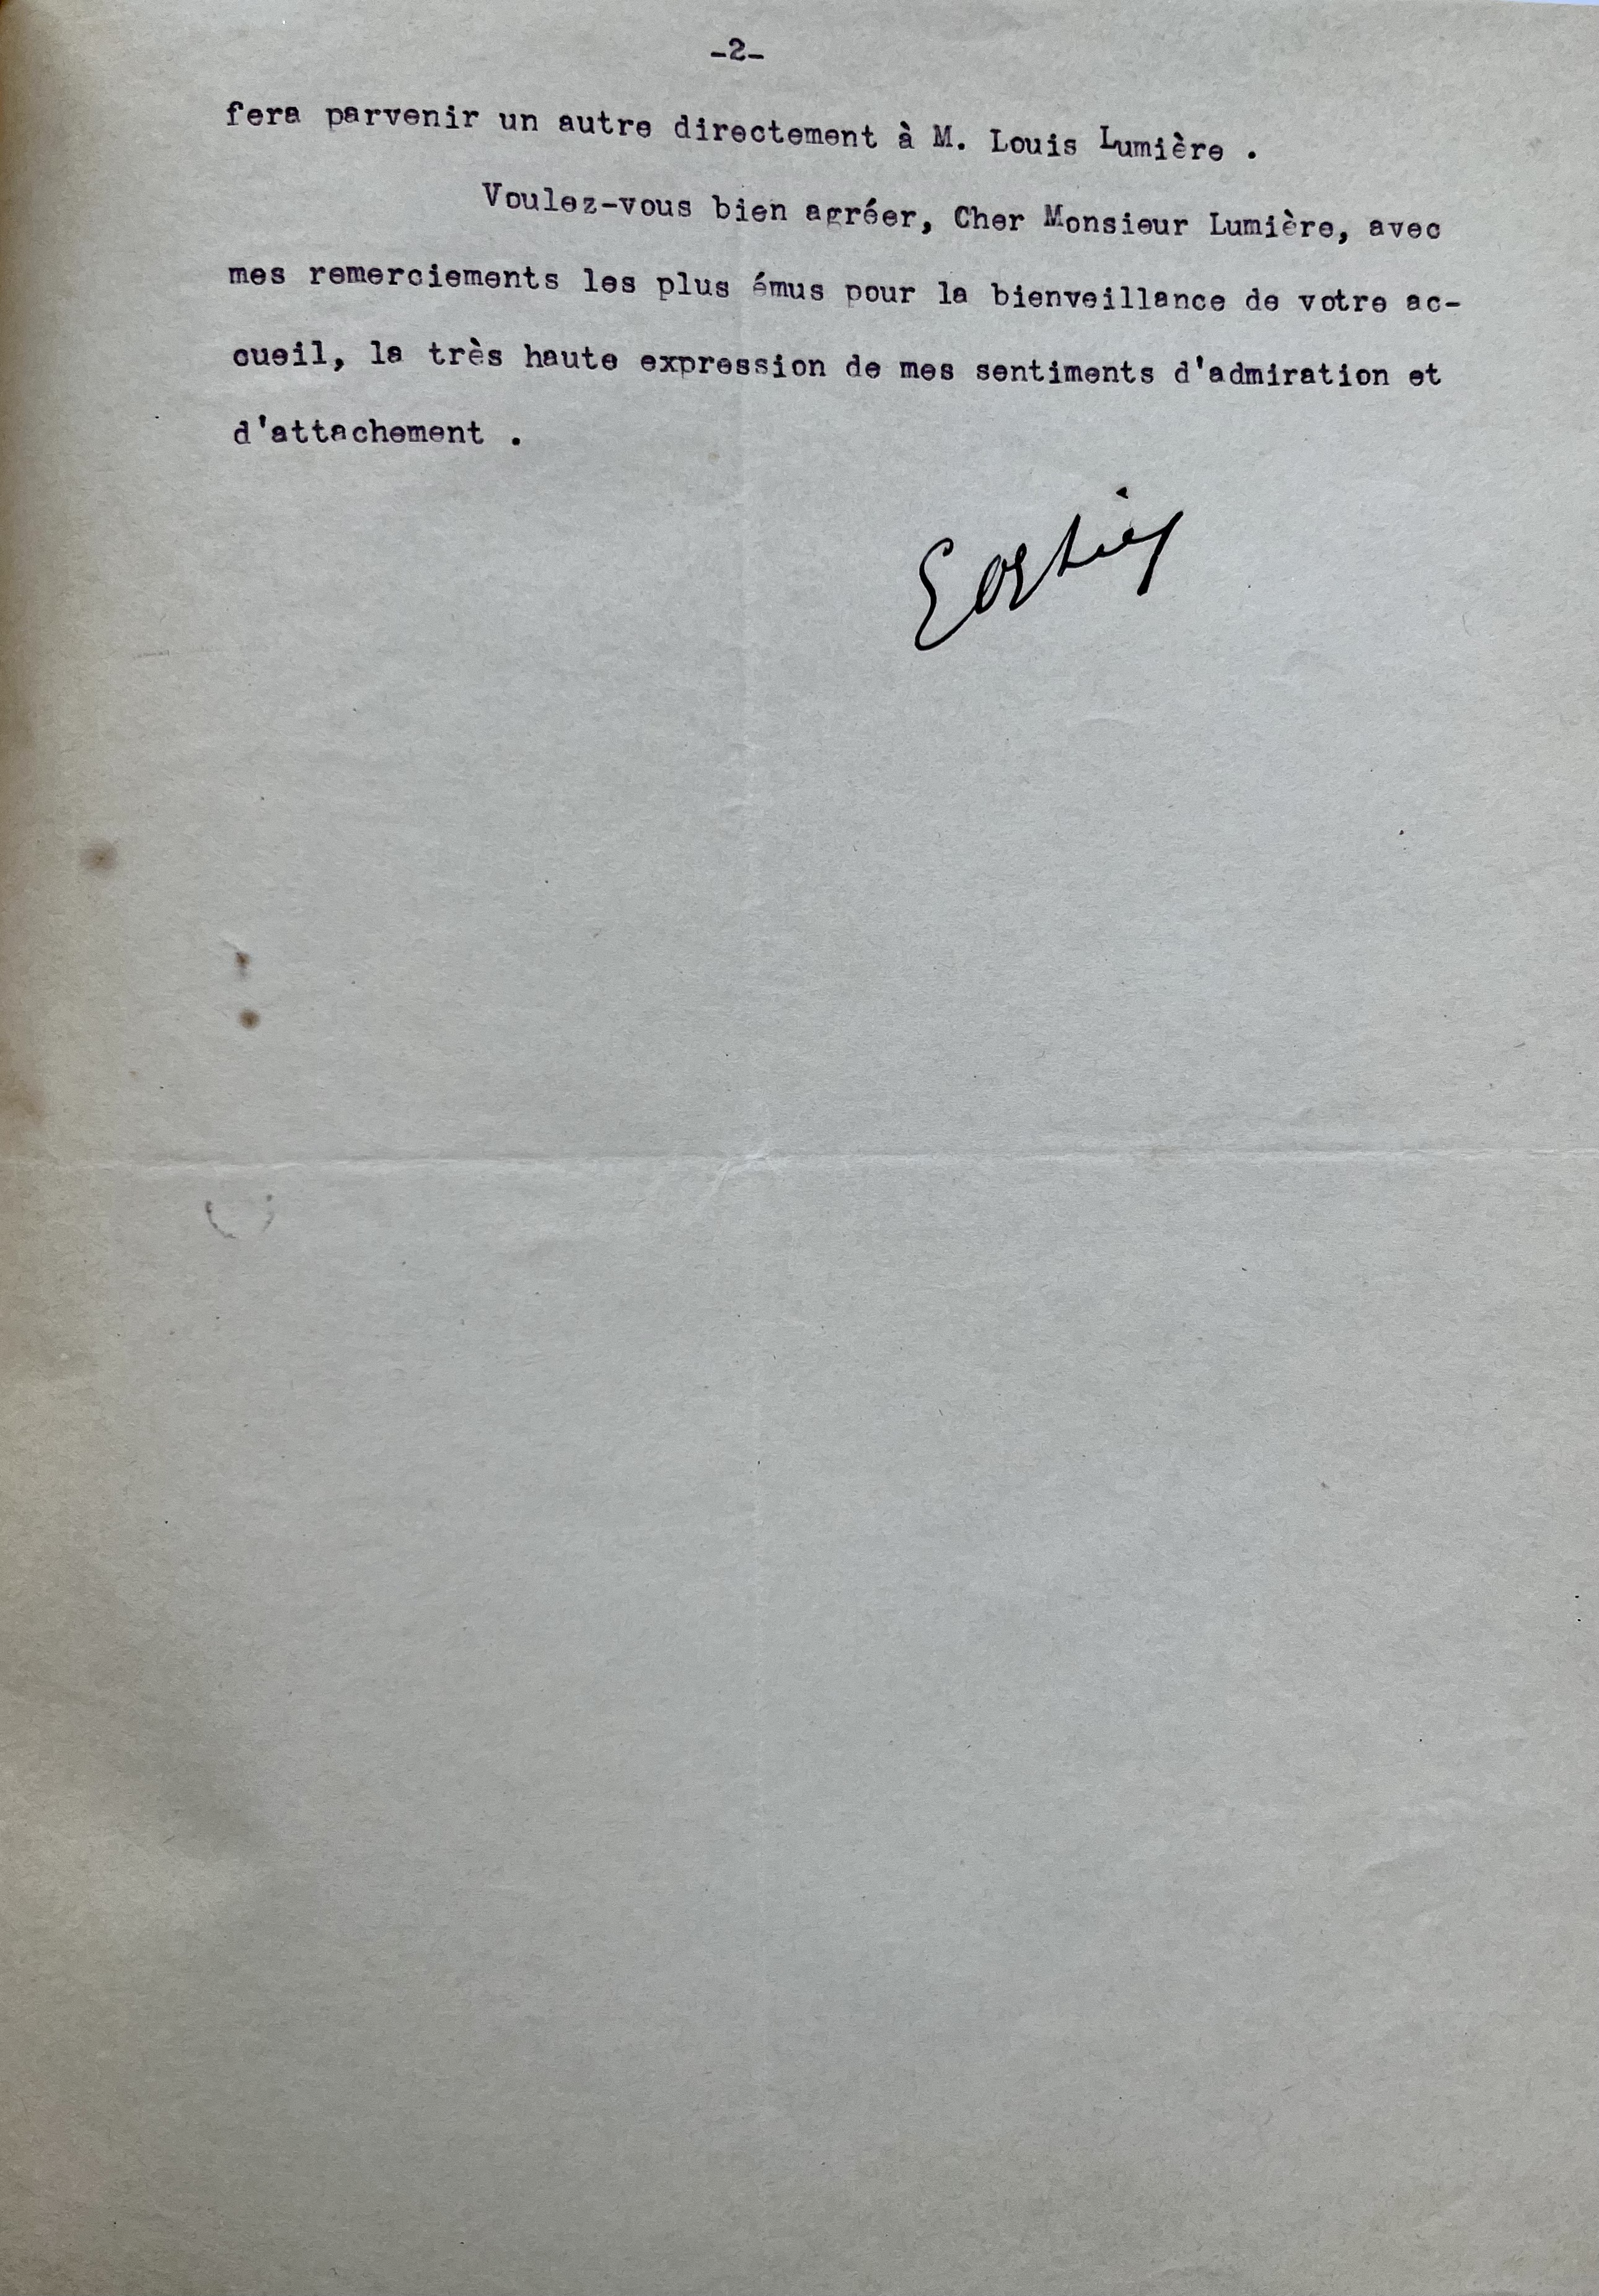 -2-
fera parvenir un autre directement à M. Louis Lumière .
Voulez-vous bien agréer, Cher Monsieur Lumière, avec
mes remerciements les plus émus pour la bienveillance de votre ac-
cueil, la très haute expression de mes sentiments d'admiration et
d'attachement .